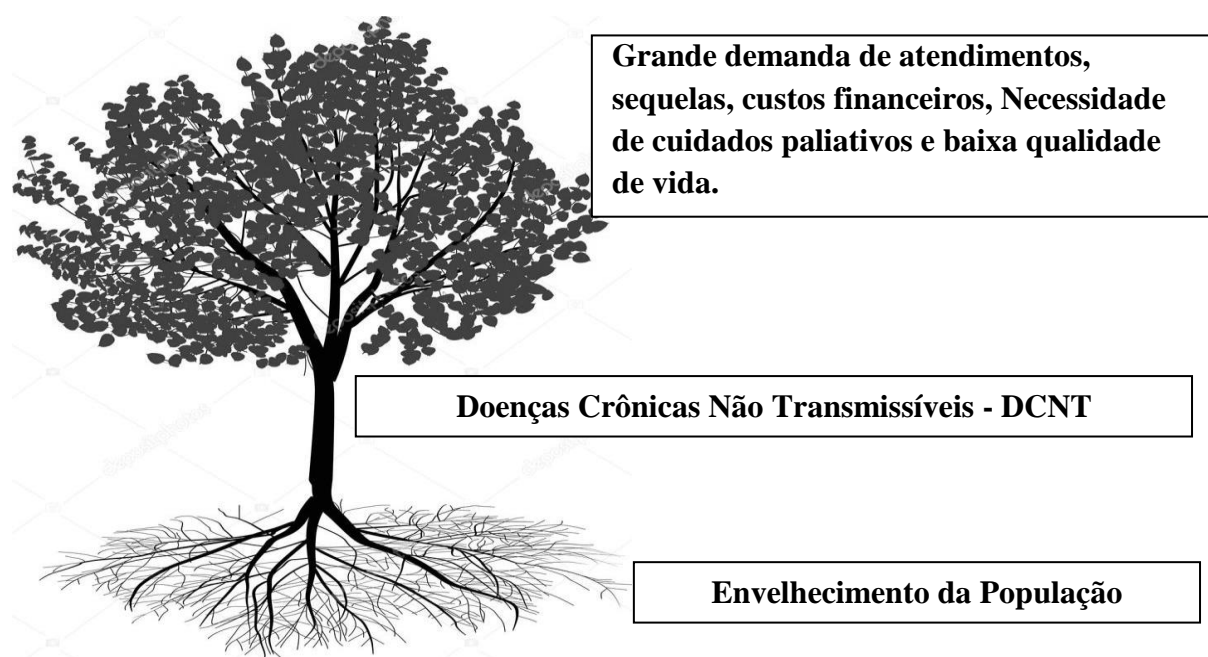 Grande demanda de atendimentos,
sequelas, custos financeiros, Necessidade
de cuidados paliativos e baixa qualidade
de vida.
Doenças Crônicas Não Transmissíveis - DCNT
Envelhecimento da População